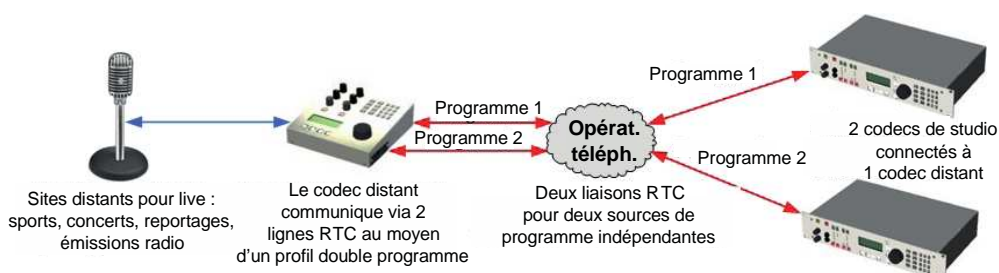 Sites distants pour live :
sports, concerts, reportages,
émissions radio
Le codec distant
communique via 2
lignes RTC au moyen
d'un profil double programme
Programme 1
Programme 2
Opérat.
téléph.
Deux liaisons RTC
pour deux sources de
programme indépendantes
Programme 1
Programme 2
2 codecs de studio
connectés à
1 codec distant